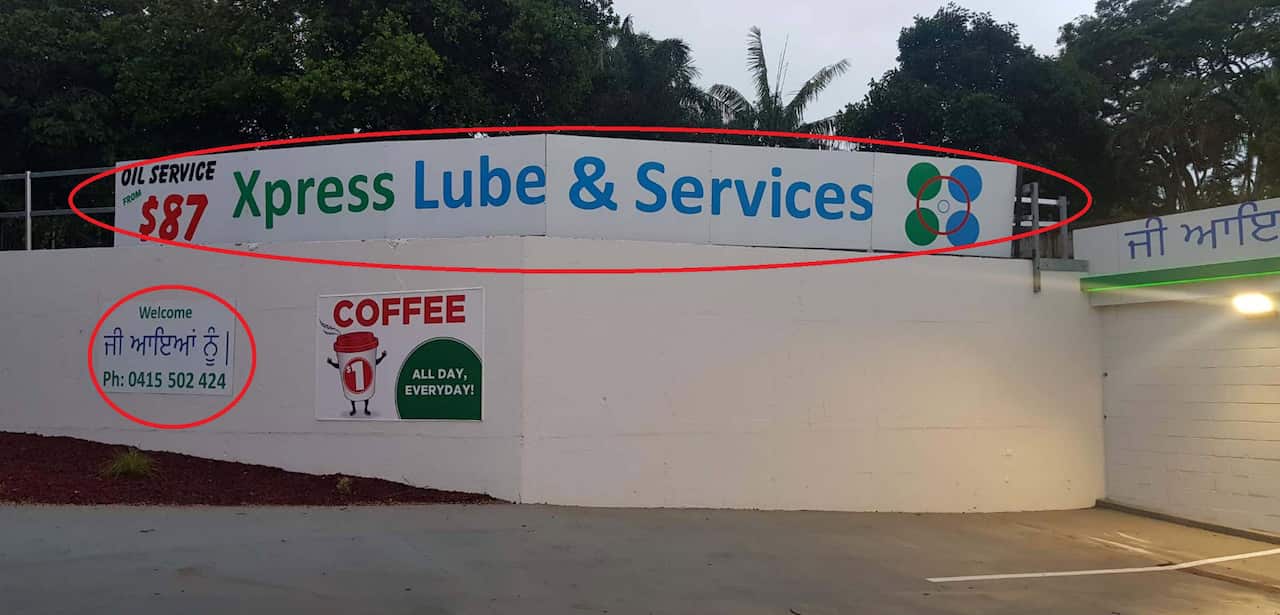 OIL SERVICE
FROM
$87
Xpress Lube & Services
Welcome
ਜੀ ਆਇਆਂ ਨੂੰ |
Ph: 0415 502 424
COFFEE
$1
ALL DAY,
EVERYDAY!
ਜੀ ਆਇ